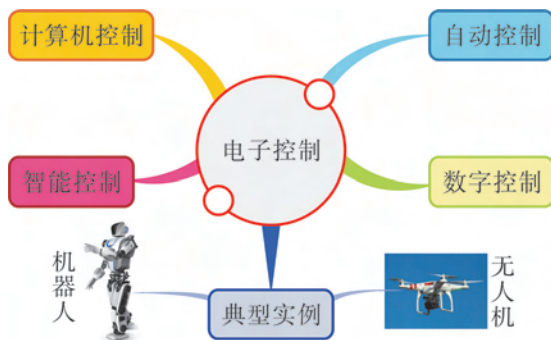 计算机控制
自动控制
电子控制
智能控制
数字控制
机器人
典型实例
无人机